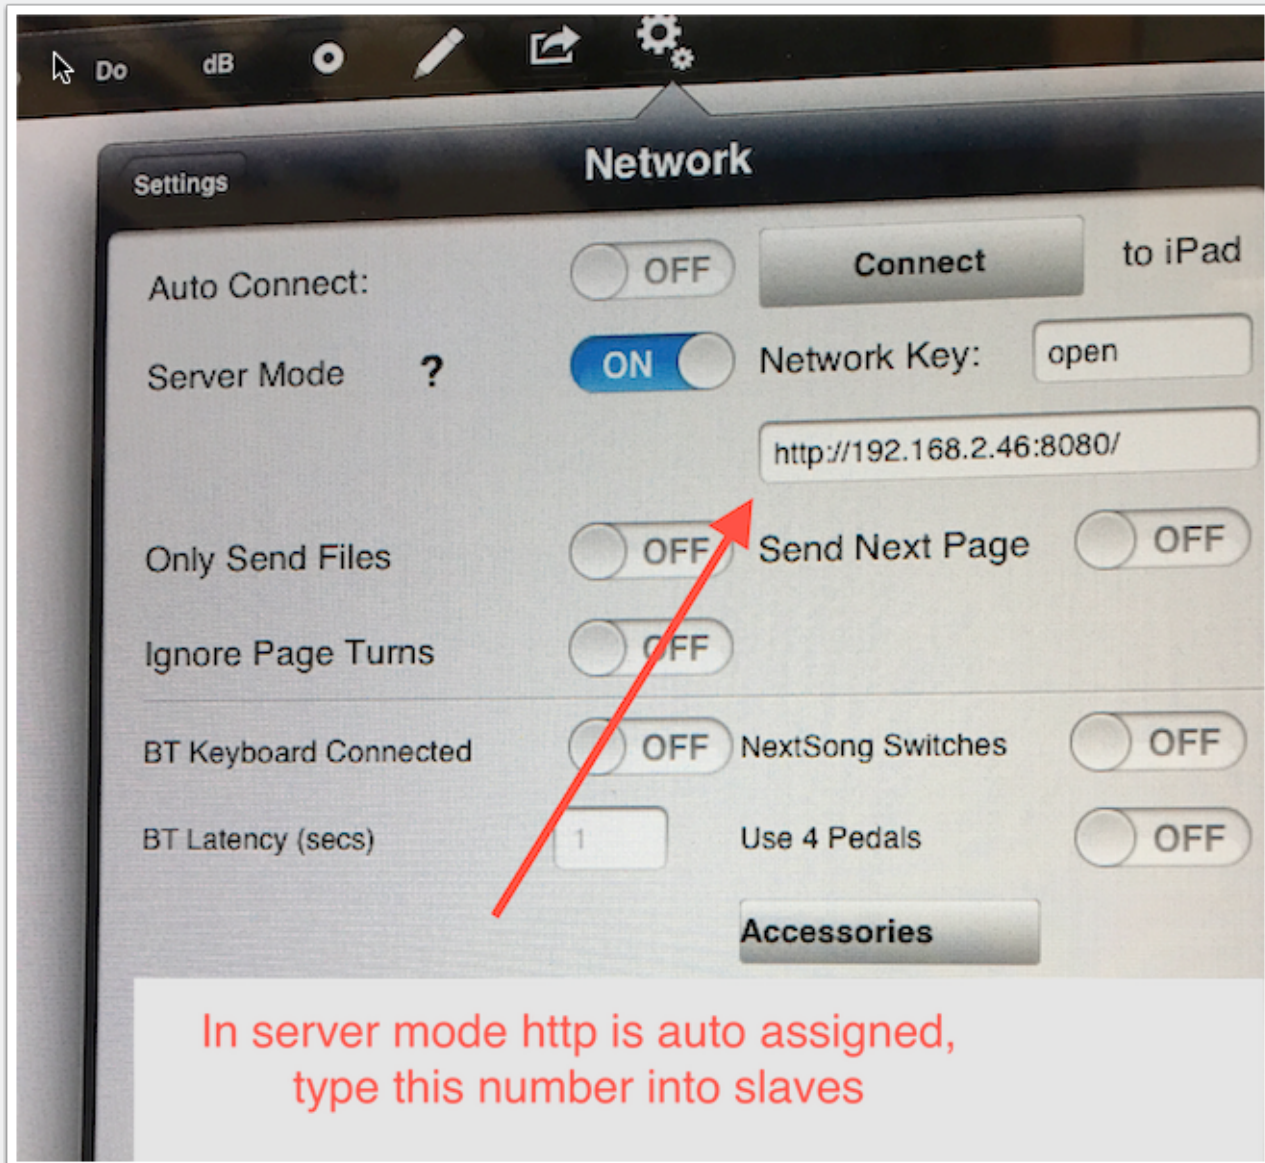 Do dB
Settings Network
Auto Connect: OFF Connect to iPad
Server Mode ? ON Network Key: open
http://192.168.2.46:8080/
Only Send Files OFF Send Next Page OFF
Ignore Page Turns OFF
BT Keyboard Connected OFF NextSong Switches OFF
BT Latency (secs) 1 Use 4 Pedals OFF
Accessories
In server mode http is auto assigned,
type this number into slaves